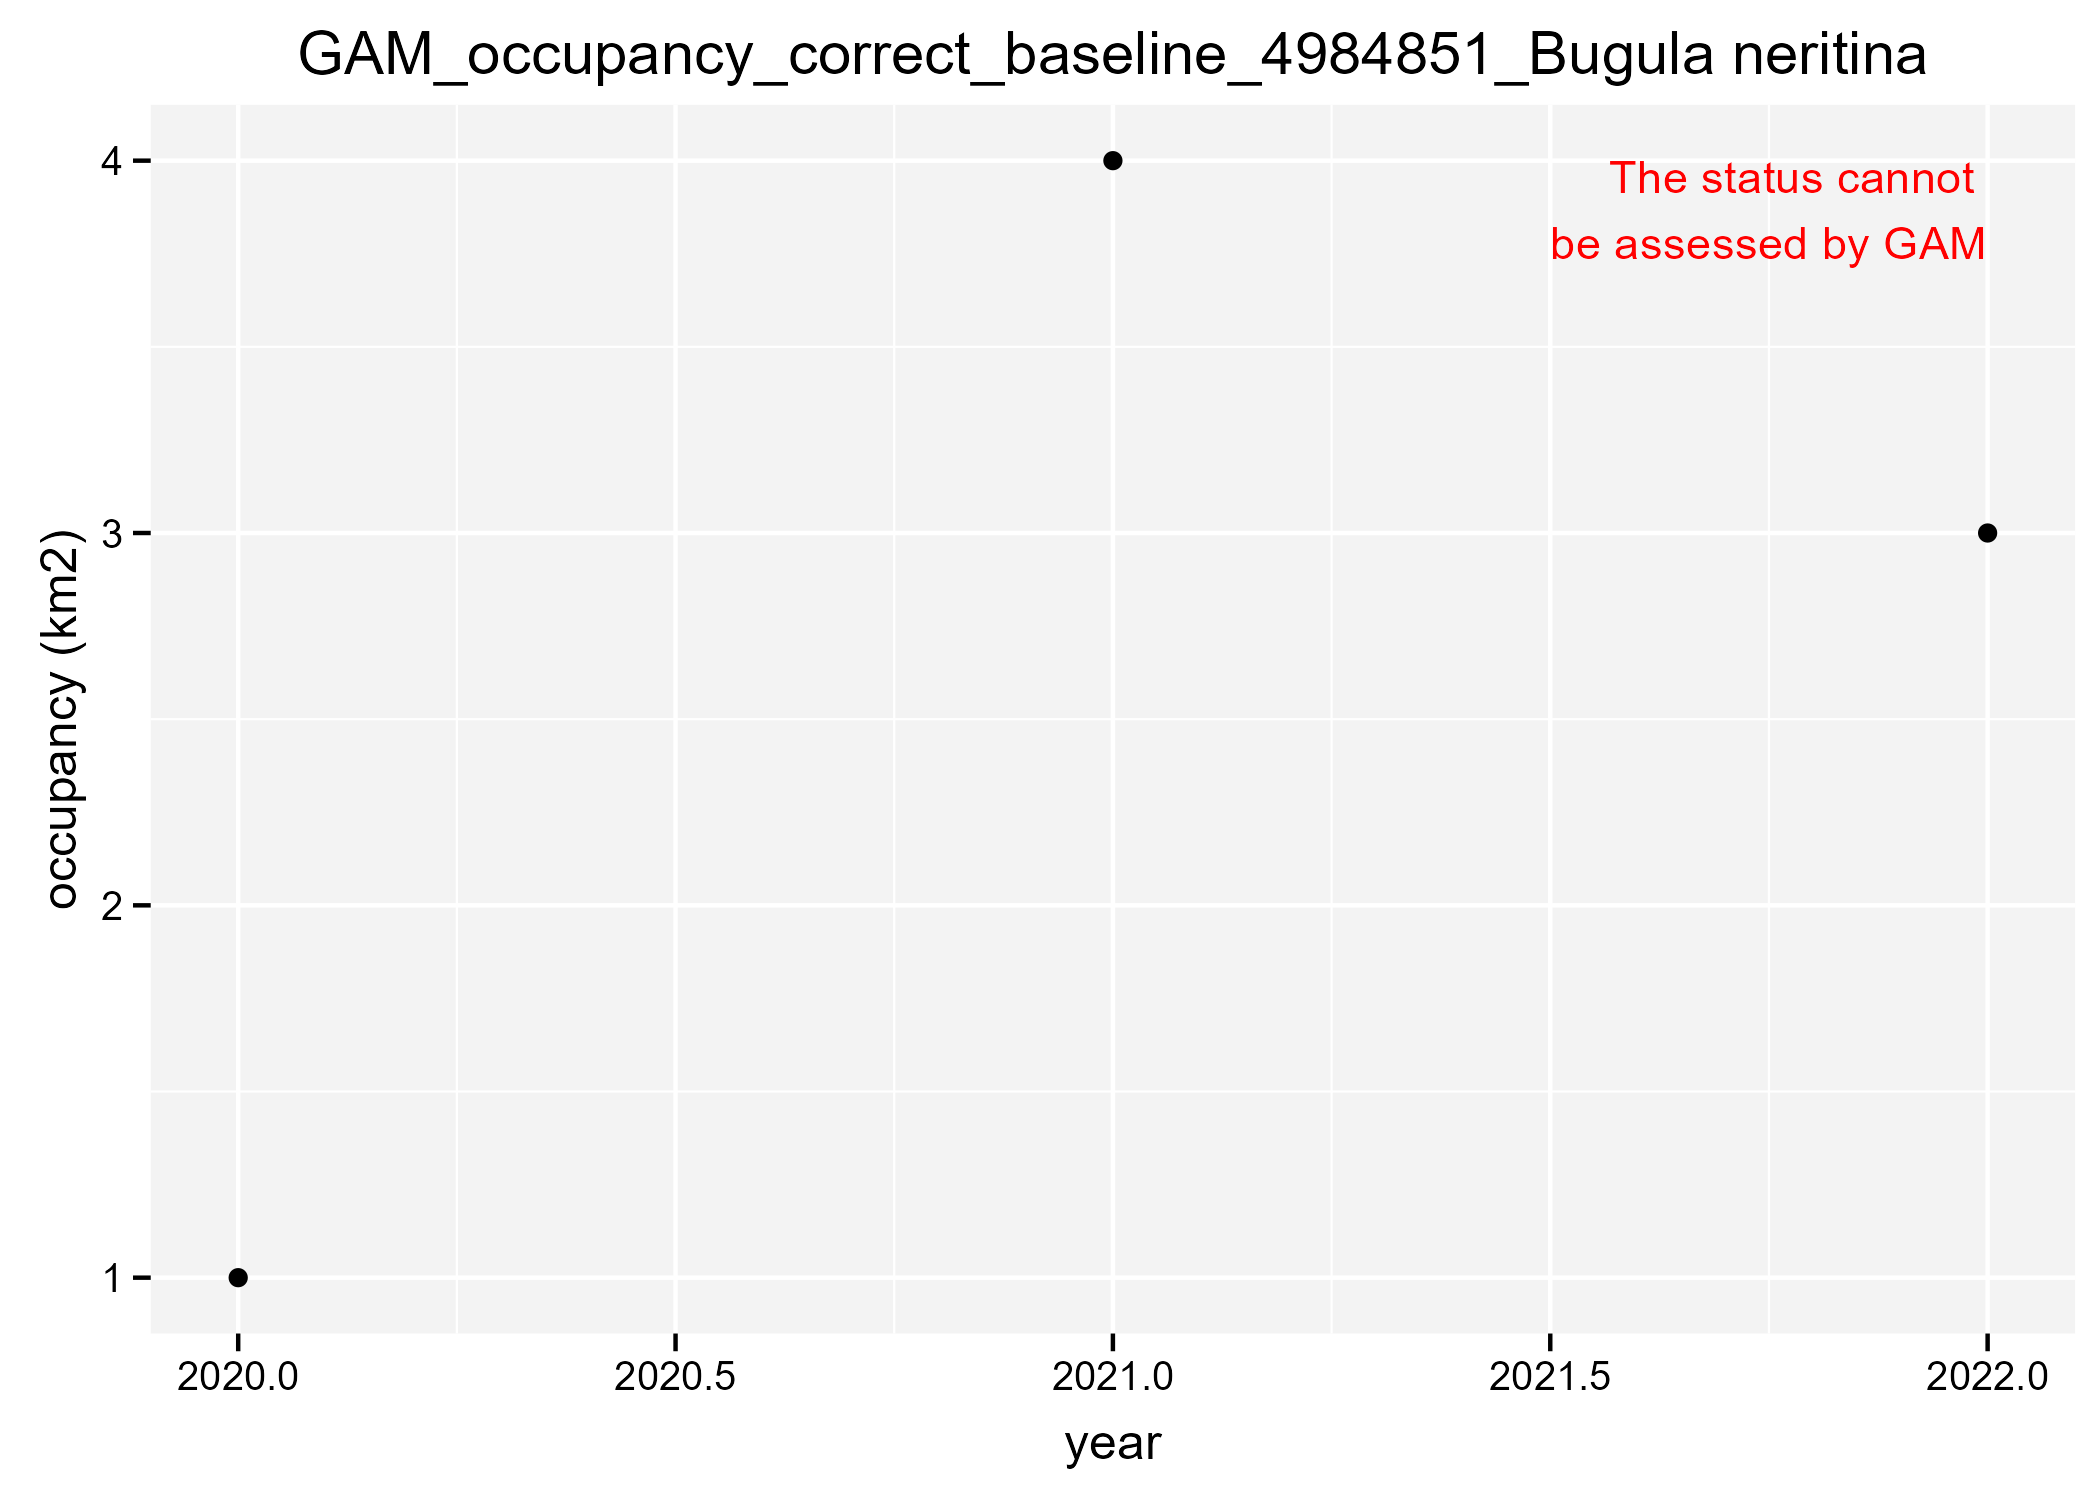 GAM_occupancy_correct_baseline_4984851_Bugula neritina
The status cannot
be assessed by GAM
occupancy (km2)
4
3
2
1
2020.0 2020.5 2021.0 2021.5 2022.0
year